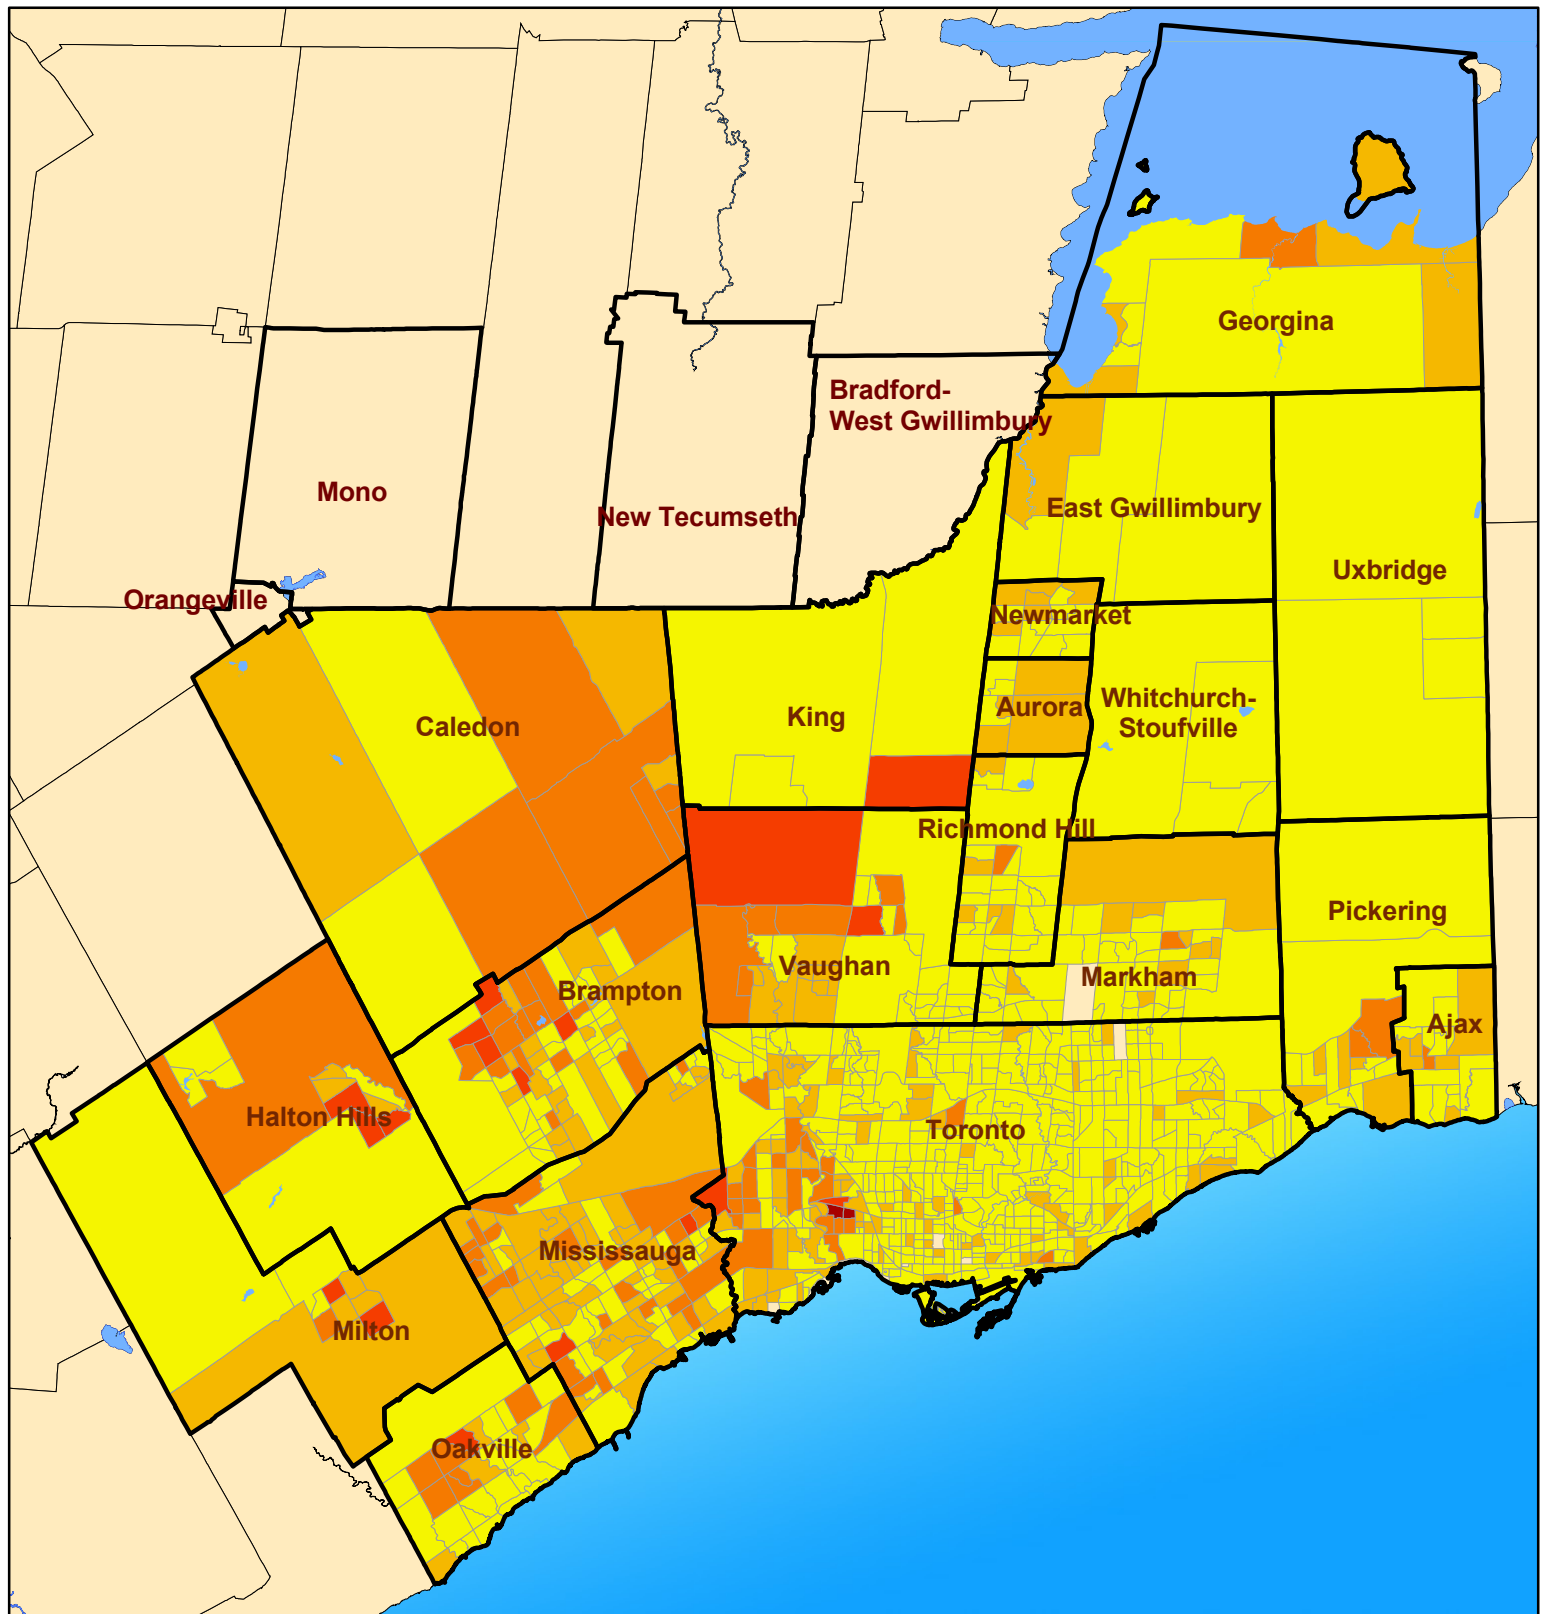 Georgina
Bradford-
West Gwillimbury
Mono
New Tecumseth
East Gwillimbury
Uxbridge
Orangeville
Newmarket
Caledon
King
Aurora
Whitchurch-
Stoufville
Richmond Hill
Pickering
Vaughan
Markham
Brampton
Ajax
Halton Hills
Toronto
Mississauga
Milton
Oakville